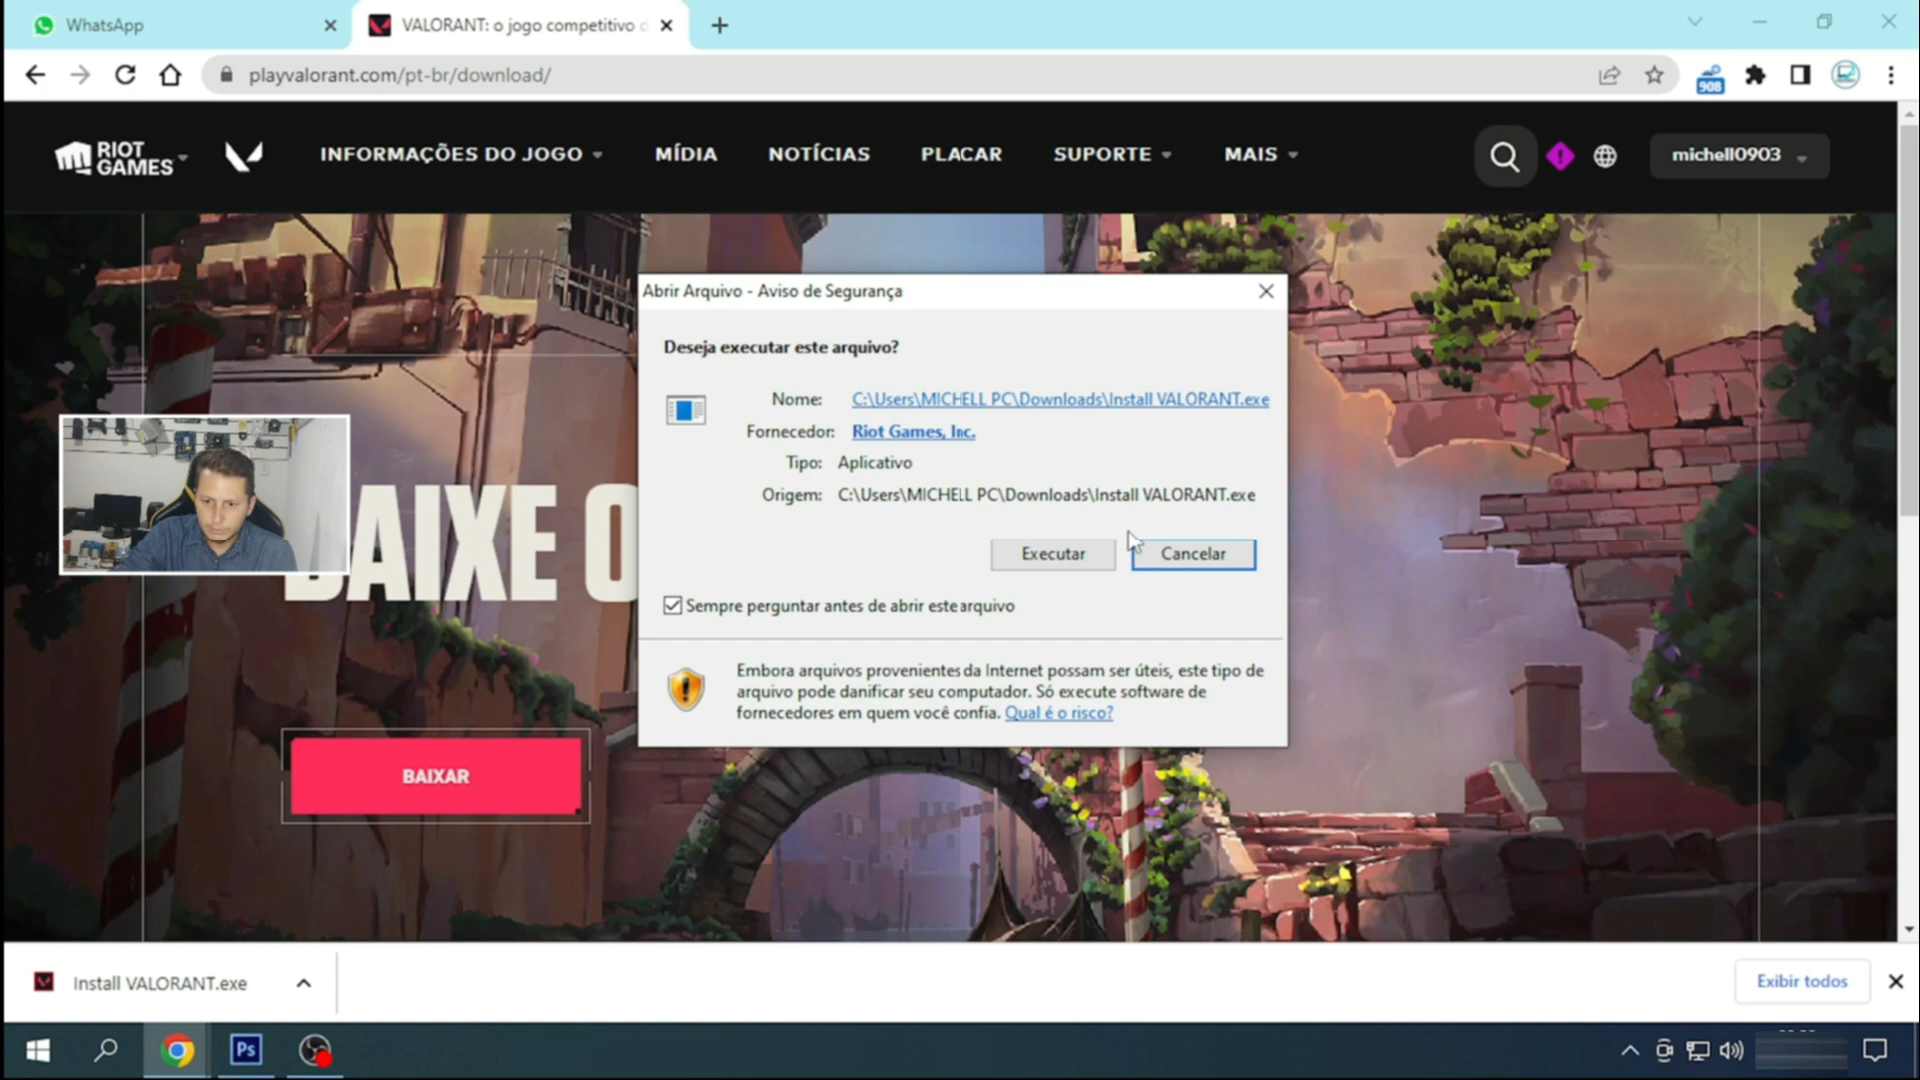 WhatsApp
VALORANT: o jogo competitivo
playvalorant.com/pt-br/download/
908
RIOT GAMES
INFORMAÇÕES DO JOGO
MÍDIA
NOTÍCIAS
PLACAR
SUPORTE
MAIS
michell0903
Abrir Arquivo - Aviso de Segurança
Deseja executar este arquivo?
Nome: C:\Users\MICHELL PC\Downloads\Install VALORANT.exe
Fornecedor: Riot Games, Inc.
Tipo: Aplicativo
Origem: C:\Users\MICHELL PC\Downloads\Install VALORANT.exe
Executar
Cancelar
Sempre perguntar antes de abrir este arquivo
Embora arquivos provenientes da Internet possam ser úteis, este tipo de
arquivo pode danificar seu computador. Só execute software de
fornecedores em quem você confia. Qual é o risco?
BAIXE O
BAIXAR
Install VALORANT.exe
Exibir todos
Ps